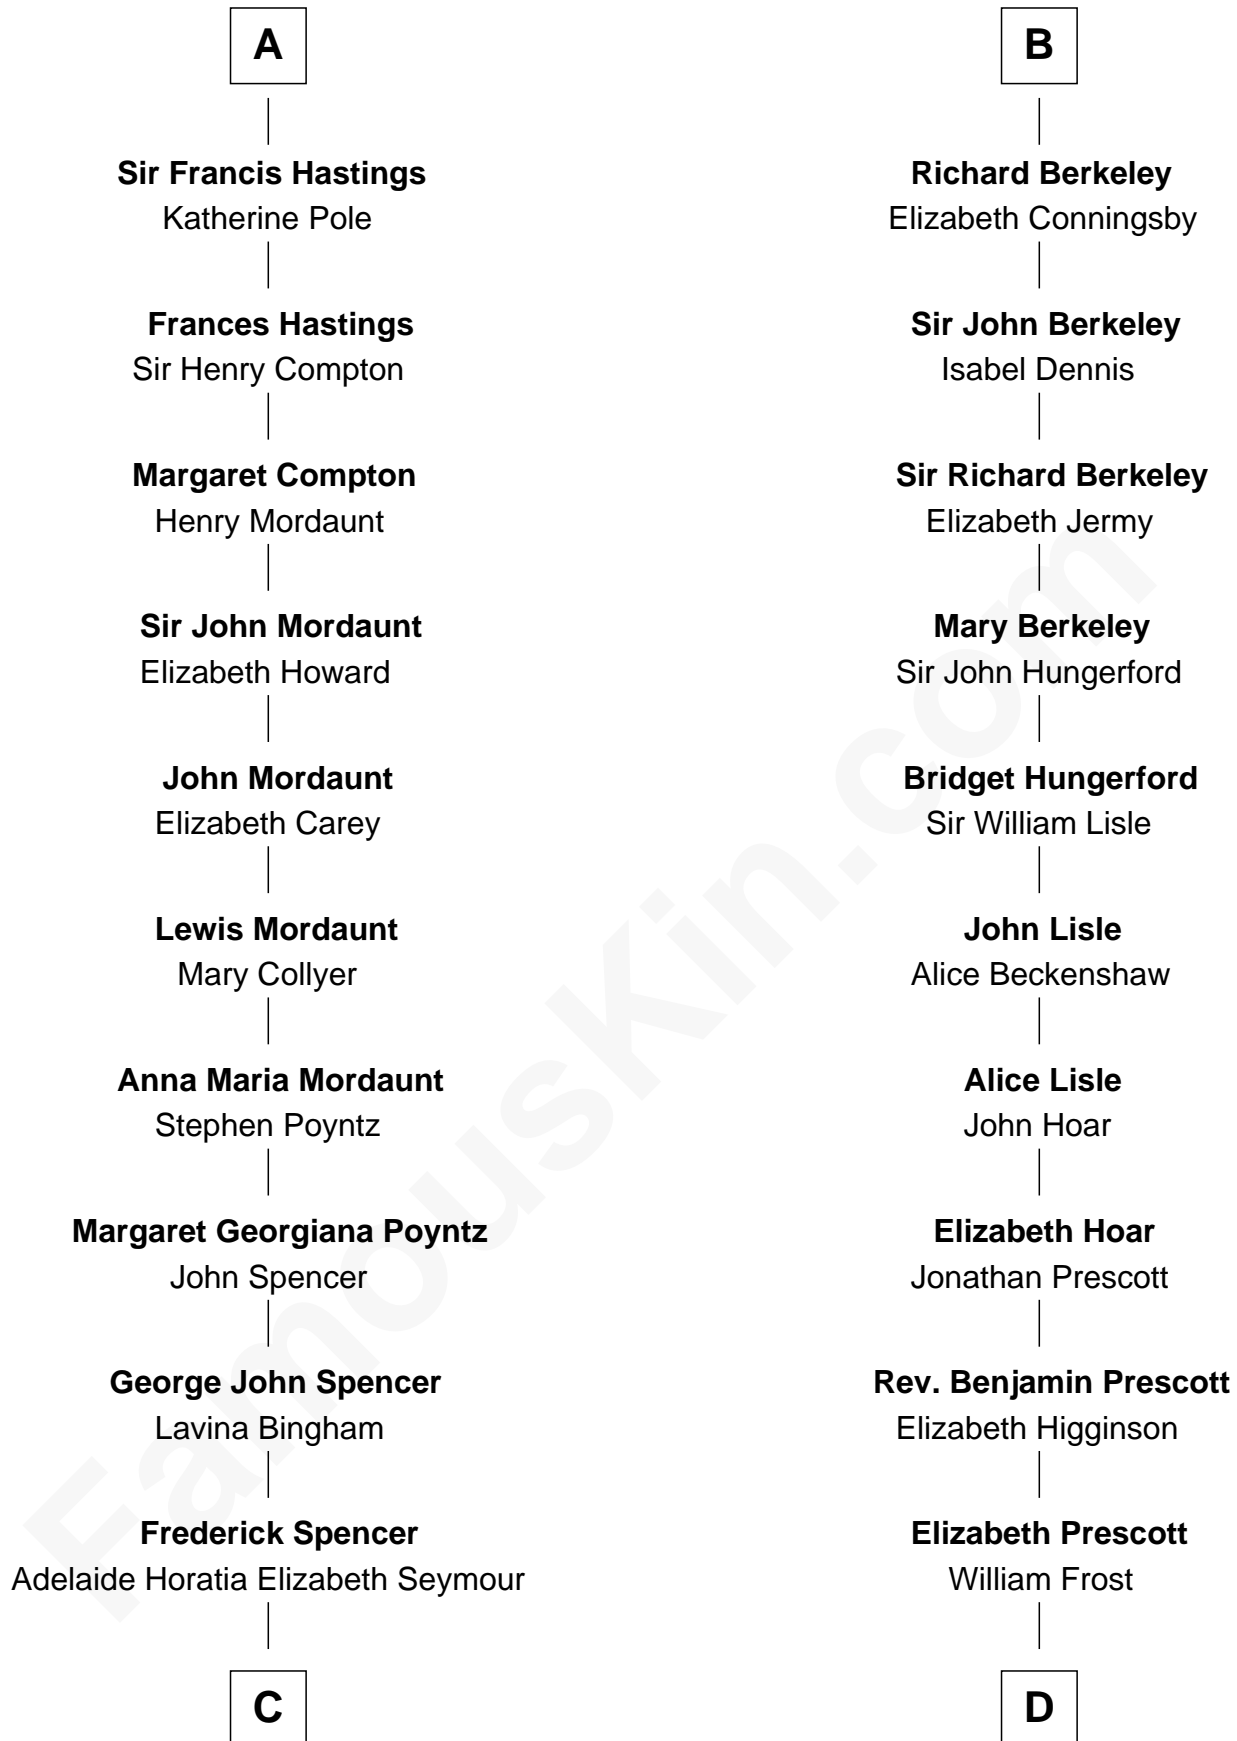 A
Sir Francis Hastings
Katherine Pole
Frances Hastings
Sir Henry Compton
Margaret Compton
Henry Mordaunt
Sir John Mordaunt
Elizabeth Howard
John Mordaunt
Elizabeth Carey
Lewis Mordaunt
Mary Collyer
Anna Maria Mordaunt
Stephen Poyntz
Margaret Georgiana Poyntz
John Spencer
George John Spencer
Lavina Bingham
Frederick Spencer
Adelaide Horatia Elizabeth Seymour
C
B
Richard Berkeley
Elizabeth Conningsby
Sir John Berkeley
Isabel Dennis
Sir Richard Berkeley
Elizabeth Jermy
Mary Berkeley
Sir John Hungerford
Bridget Hungerford
Sir William Lisle
John Lisle
Alice Beckenshaw
Alice Lisle
John Hoar
Elizabeth Hoar
Jonathan Prescott
Rev. Benjamin Prescott
Elizabeth Higginson
Elizabeth Prescott
William Frost
D
FamousKin.com